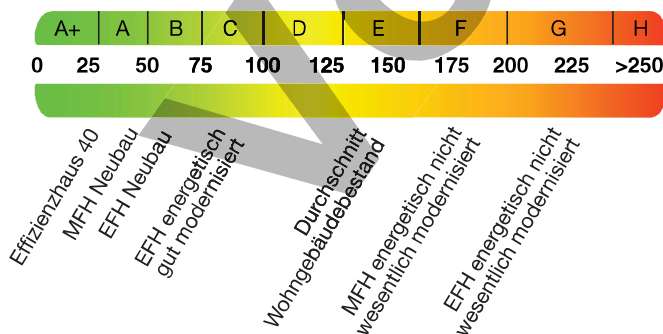 A+ A B C D E F G H
0 25 50 75 100 125 150 175 200 225 >250
Effizienzhaus 40
MFH Neubau
EFH Neubau
EFH energetisch
gut modernisiert
Durchschnitt
Wohngebäudebestand
MFH energetisch nicht
wesentlich modernisiert
EFH energetisch nicht
wesentlich modernisiert